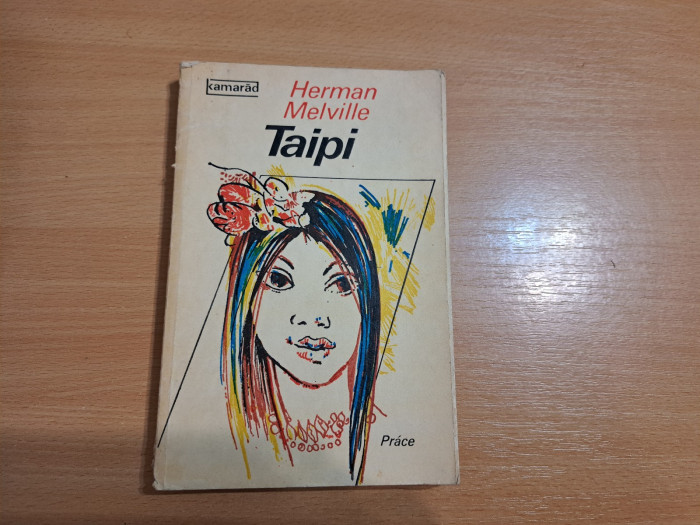 kamarád
Herman
Melville
Taipi
Práce